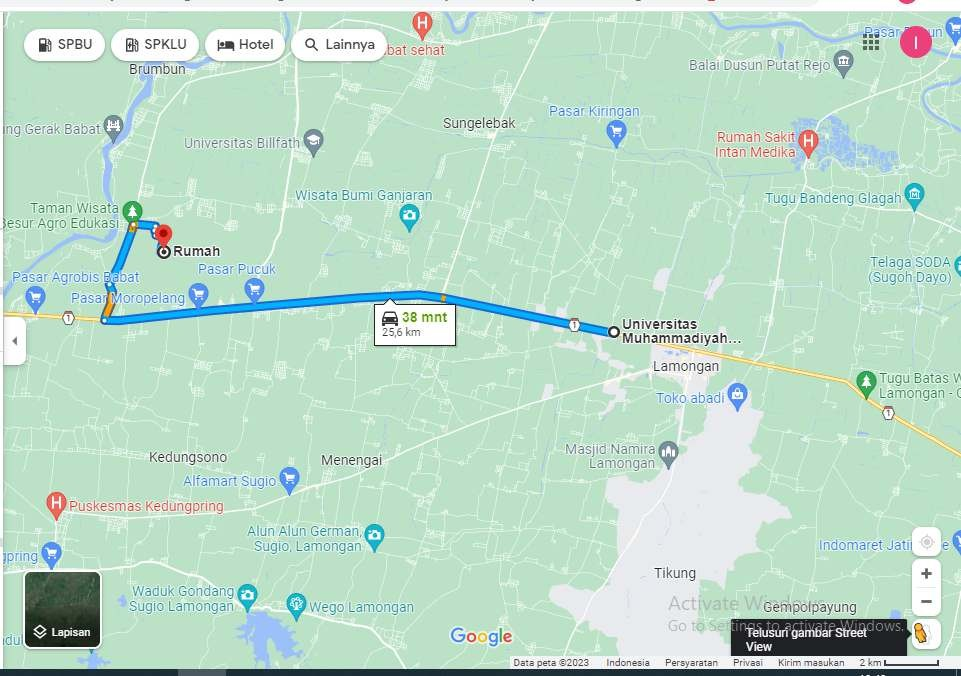 SPBU
SPKLU
Hotel
Lainnya
bat sehat
Brumbun
Balai Dusun Putat Rejo
I
ung Gerak Babat
Universitas Billfath
Sungelebak
Pasar Kiringan
Rumah Sakit
Intan Medika
Taman Wisata
Besur Agro Edukasi
Wisata Bumi Ganjaran
Tugu Bandeng Glagah
Rumah
Telaga SODA
(Sugoh Dayo)
Pasar Agrobis Babat
Pasar Pucuk
Pasar Moropelang
1
38 mnt
25,6 km
1
Universitas
Muhammadiyah...
Lamongan
Toko abadi
Tugu Batas W
Lamongan - G
1
Masjid Namira
Lamongan
Kedungsono
Menengai
Alfamart Sugio
Puskesmas Kedungpring
Alun Alun German,
Sugio, Lamongan
gpring
Indomaret Jati
Tikung
Waduk Gondang
Sugio Lamongan
Wego Lamongan
Gempolpayung
Lapisan
Google
Activate Windows
Go to Settings to activate Windows.
Telusuri gambar Street
View
Data peta ©2023
Indonesia
Persyaratan
Privasi
Kirim masukan
2 km